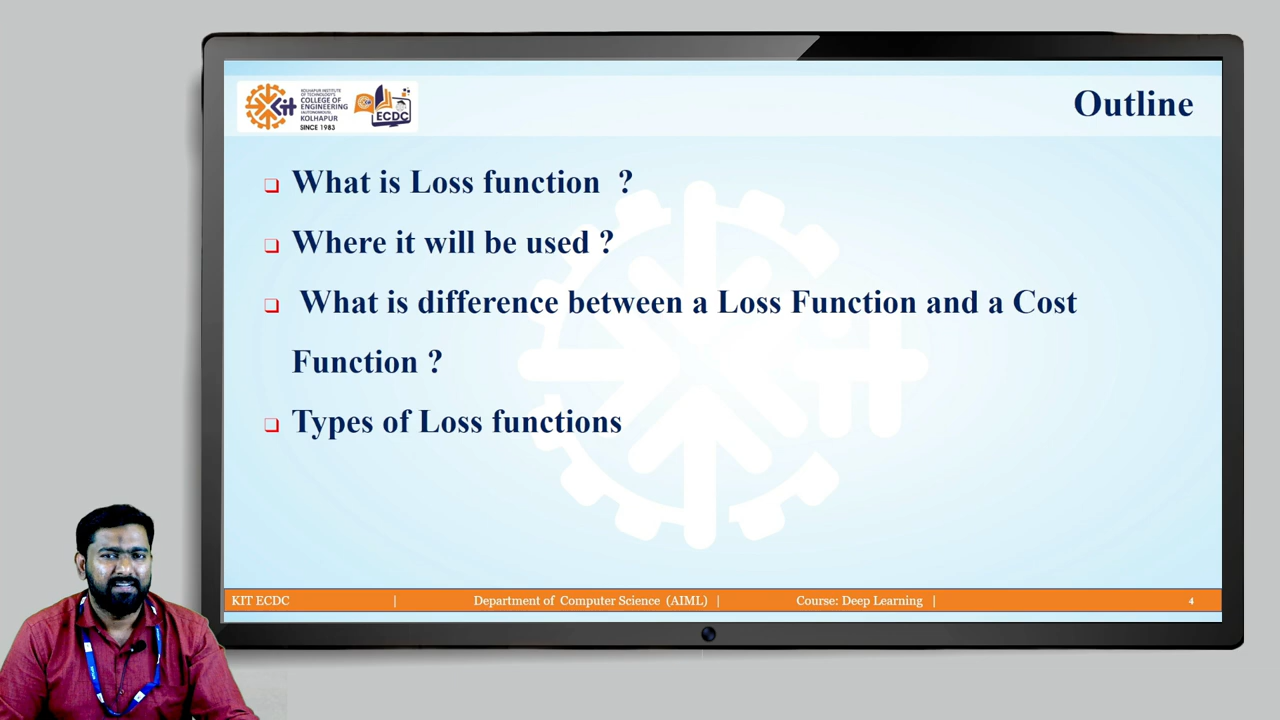 KOLHAPUR INSTITUTE
OF TECHNOLOGY'S
COLLEGE OF
ENGINEERING
(AUTONOMOUS),
KOLHAPUR
SINCE 1983
ECDC
Outline
What is Loss function ?
Where it will be used ?
What is difference between a Loss Function and a Cost
Function ?
Types of Loss functions
KIT ECDC | Department of Computer Science (AIML) | Course: Deep Learning | 4